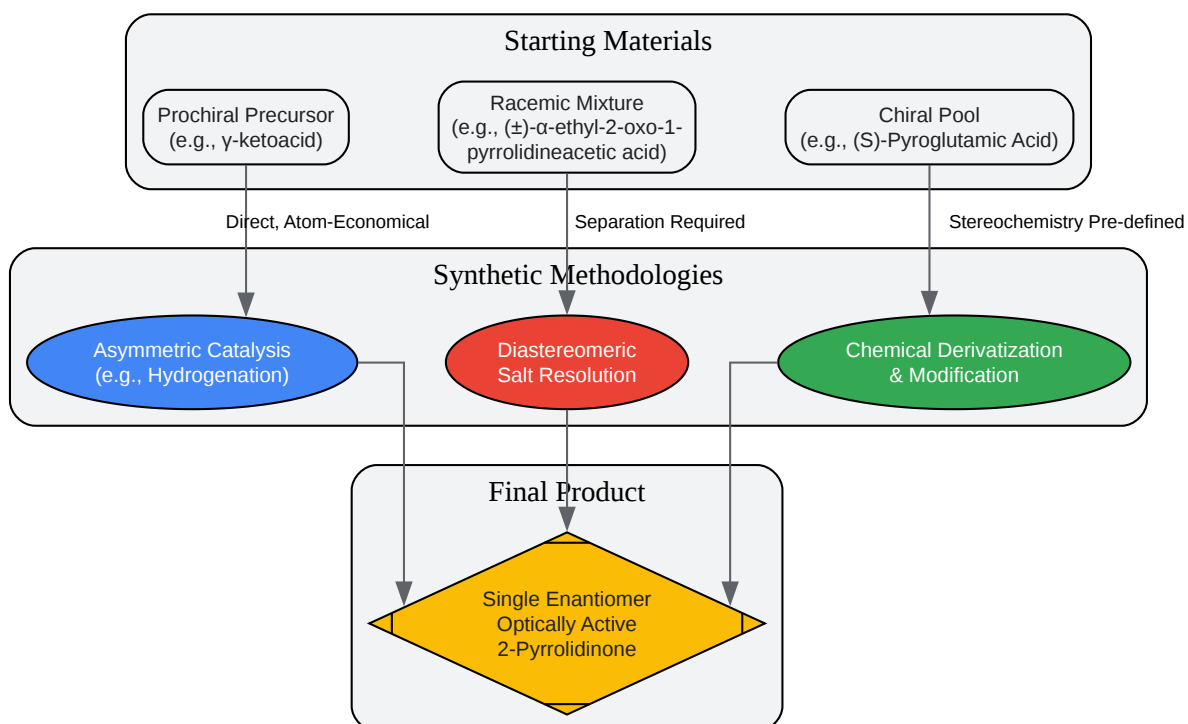 Starting Materials
Prochiral Precursor
(e.g., γ-ketoacid)
Racemic Mixture
(e.g., (±)-α-ethyl-2-oxo-1-
pyrrolidineacetic acid)
Chiral Pool
(e.g., (S)-Pyroglutamic Acid)
Direct, Atom-Economical
Separation Required
Stereochemistry Pre-defined
Synthetic Methodologies
Asymmetric Catalysis
(e.g., Hydrogenation)
Diastereomeric
Salt Resolution
Chemical Derivatization
& Modification
Final Product
Single Enantiomer
Optically Active
2-Pyrrolidinone